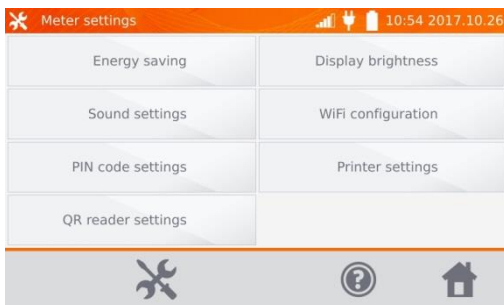 Meter settings
10:54 2017.10.26
Energy saving
Display brightness
Sound settings
WiFi configuration
PIN code settings
Printer settings
QR reader settings